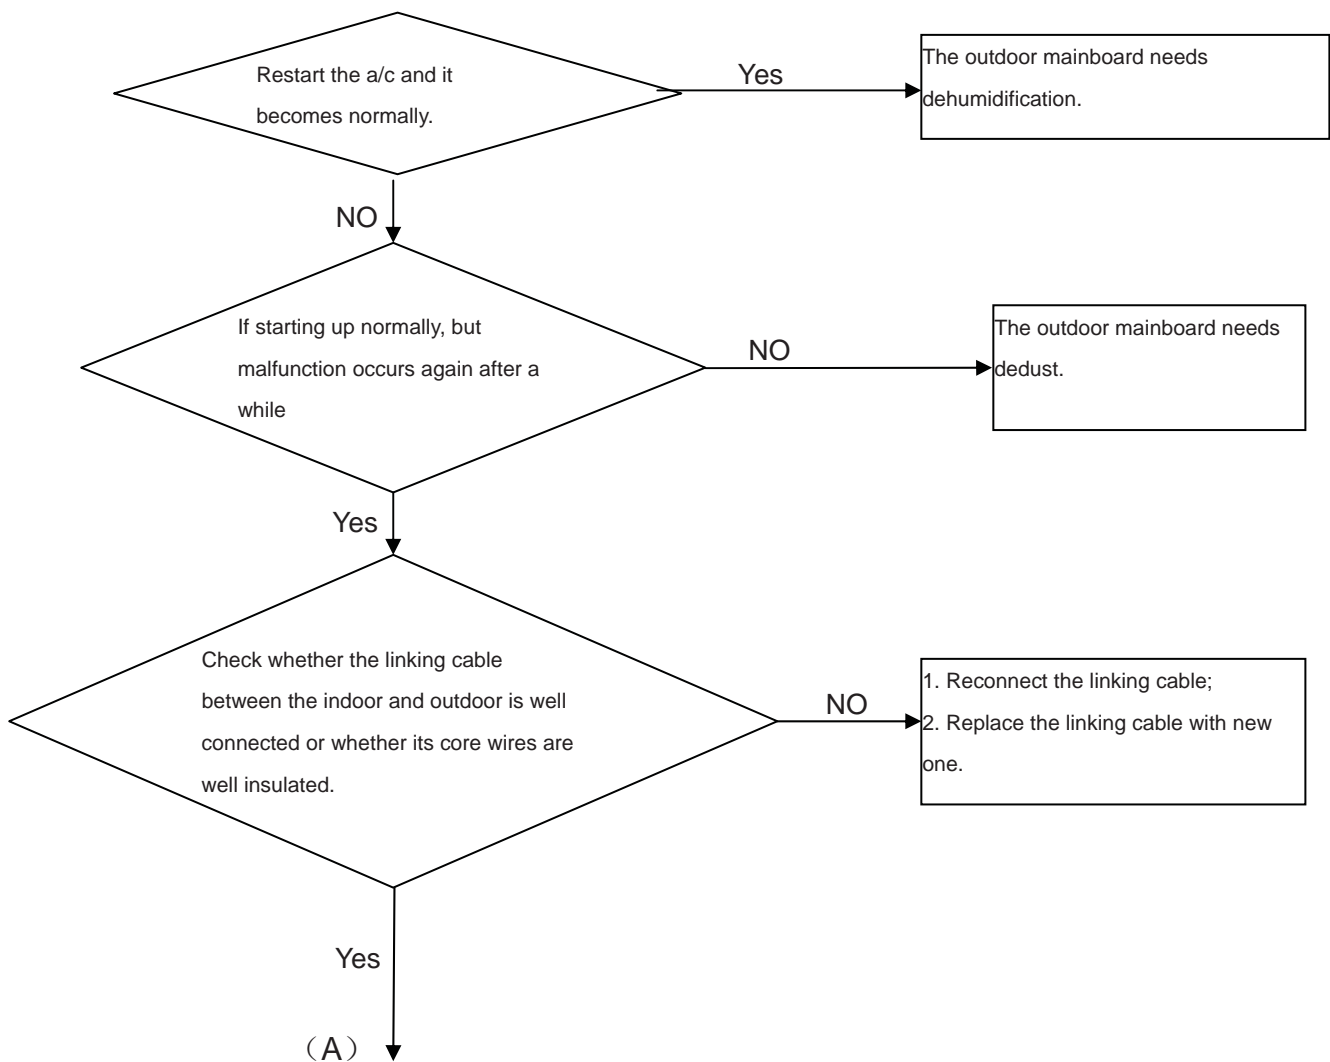 Restart the a/c and it
becomes normally.
Yes
The outdoor mainboard needs
dehumidification.
NO
If starting up normally, but
malfunction occurs again after a
while
NO
The outdoor mainboard needs
dedust.
Yes
Check whether the linking cable
between the indoor and outdoor is well
connected or whether its core wires are
well insulated.
NO
1. Reconnect the linking cable;
2. Replace the linking cable with new
one.
Yes
（A）